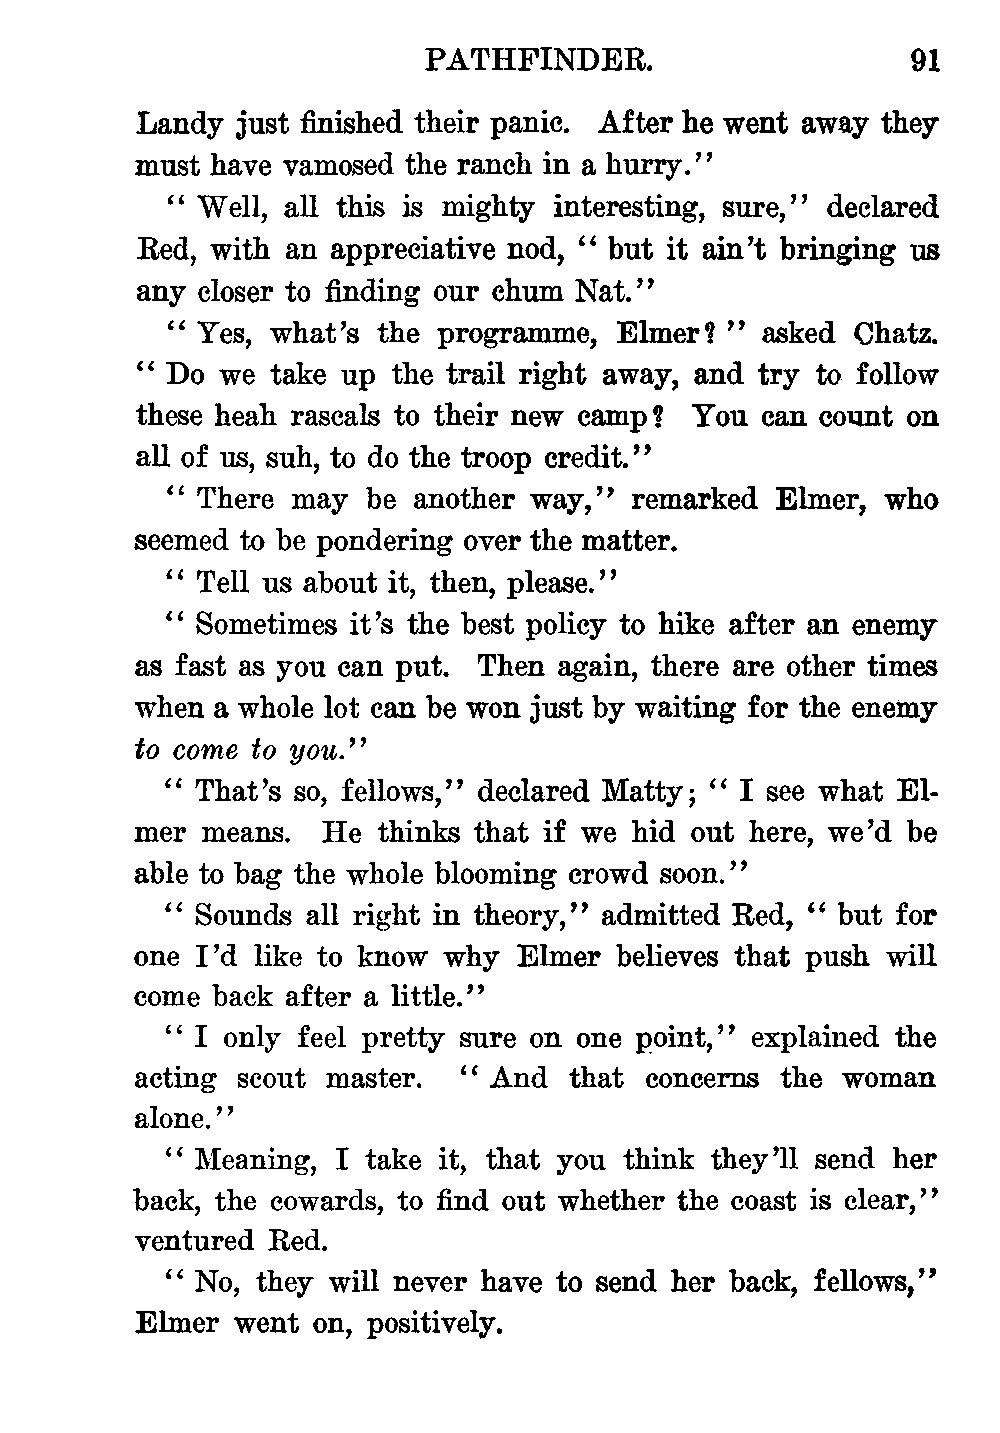 PATHFINDER. 91
Landy just finished their panic. After he went away they
must have vamosed the ranch in a hurry.”
“ Well, all this is mighty interesting, sure,” declared
Red, with an appreciative nod, “ but it ain’t bringing us
any closer to finding our chum Nat.”
“ Yes, what’s the programme, Elmer? ” asked Chatz.
“ Do we take up the trail right away, and try to follow
these heah rascals to their new camp? You can count on
all of us, suh, to do the troop credit.”
“ There may be another way,” remarked Elmer, who
seemed to be pondering over the matter.
“ Tell us about it, then, please.”
“ Sometimes it’s the best policy to hike after an enemy
as fast as you can put. Then again, there are other times
when a whole lot can be won just by waiting for the enemy
to come to you.”
“ That’s so, fellows,” declared Matty; “ I see what El-
mer means. He thinks that if we hid out here, we’d be
able to bag the whole blooming crowd soon.”
“ Sounds all right in theory,” admitted Red, “ but for
one I’d like to know why Elmer believes that push will
come back after a little.”
“ I only feel pretty sure on one point,” explained the
acting scout master. “ And that concerns the woman
alone.”
“ Meaning, I take it, that you think they’ll send her
back, the cowards, to find out whether the coast is clear,”
ventured Red.
“ No, they will never have to send her back, fellows,”
Elmer went on, positively.